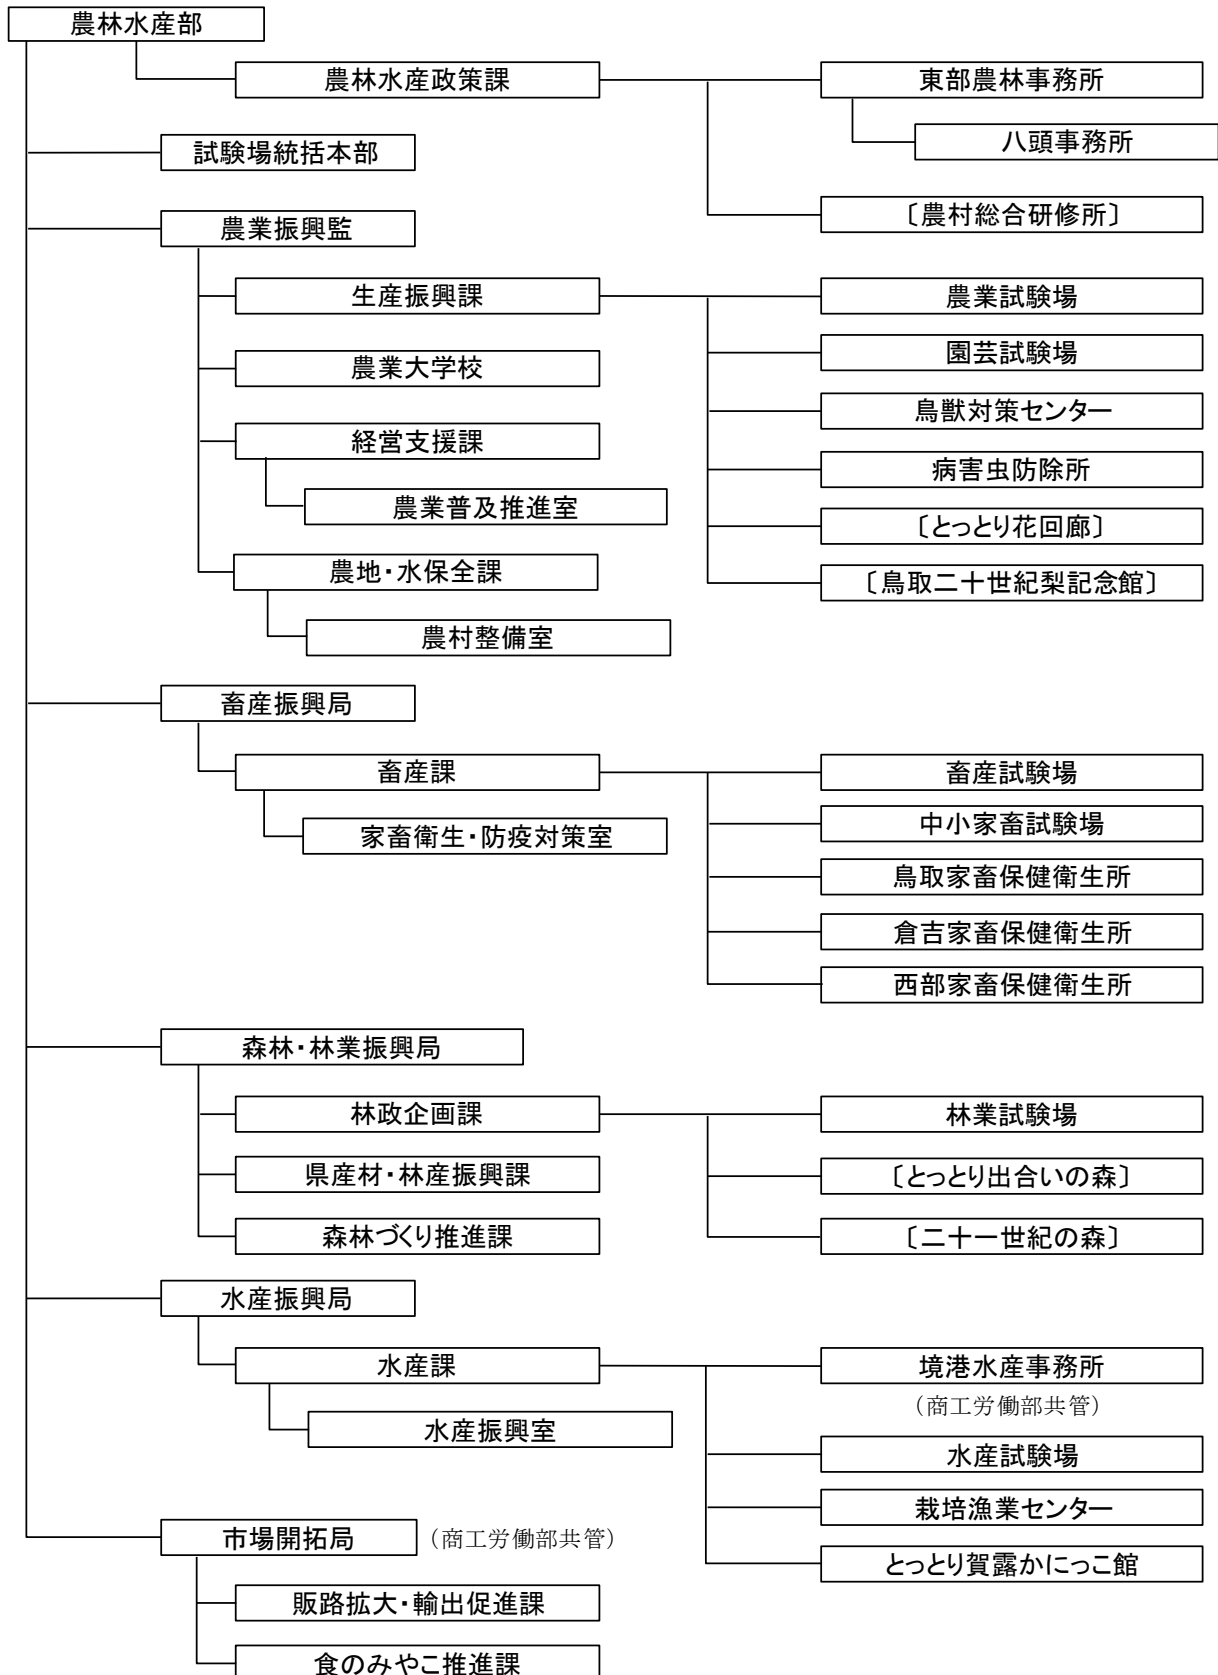 農林水産部
農林水産政策課
東部農林事務所
八頭事務所
〔農村総合研修所〕
試験場統括本部
農業振興監
生産振興課
農業試験場
園芸試験場
鳥獣対策センター
病害虫防除所
〔とっとり花回廊〕
〔鳥取二十世紀梨記念館〕
農業大学校
経営支援課
農業普及推進室
農地・水保全課
農村整備室
畜産振興局
畜産課
家畜衛生・防疫対策室
畜産試験場
中小家畜試験場
鳥取家畜保健衛生所
倉吉家畜保健衛生所
西部家畜保健衛生所
森林・林業振興局
林政企画課
林業試験場
〔とっとり出合いの森〕
〔二十一世紀の森〕
県産材・林産振興課
森林づくり推進課
水産振興局
水産課
水産振興室
境港水産事務所
（商工労働部共管）
水産試験場
栽培漁業センター
とっとり賀露かにっこ館
市場開拓局 （商工労働部共管）
販路拡大・輸出促進課
食のみやこ推進課